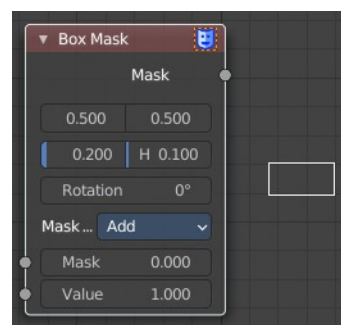 Box Mask
Mask
0.500 0.500
0.200 H 0.100
Rotation 0°
Mask... Add
Mask 0.000
Value 1.000